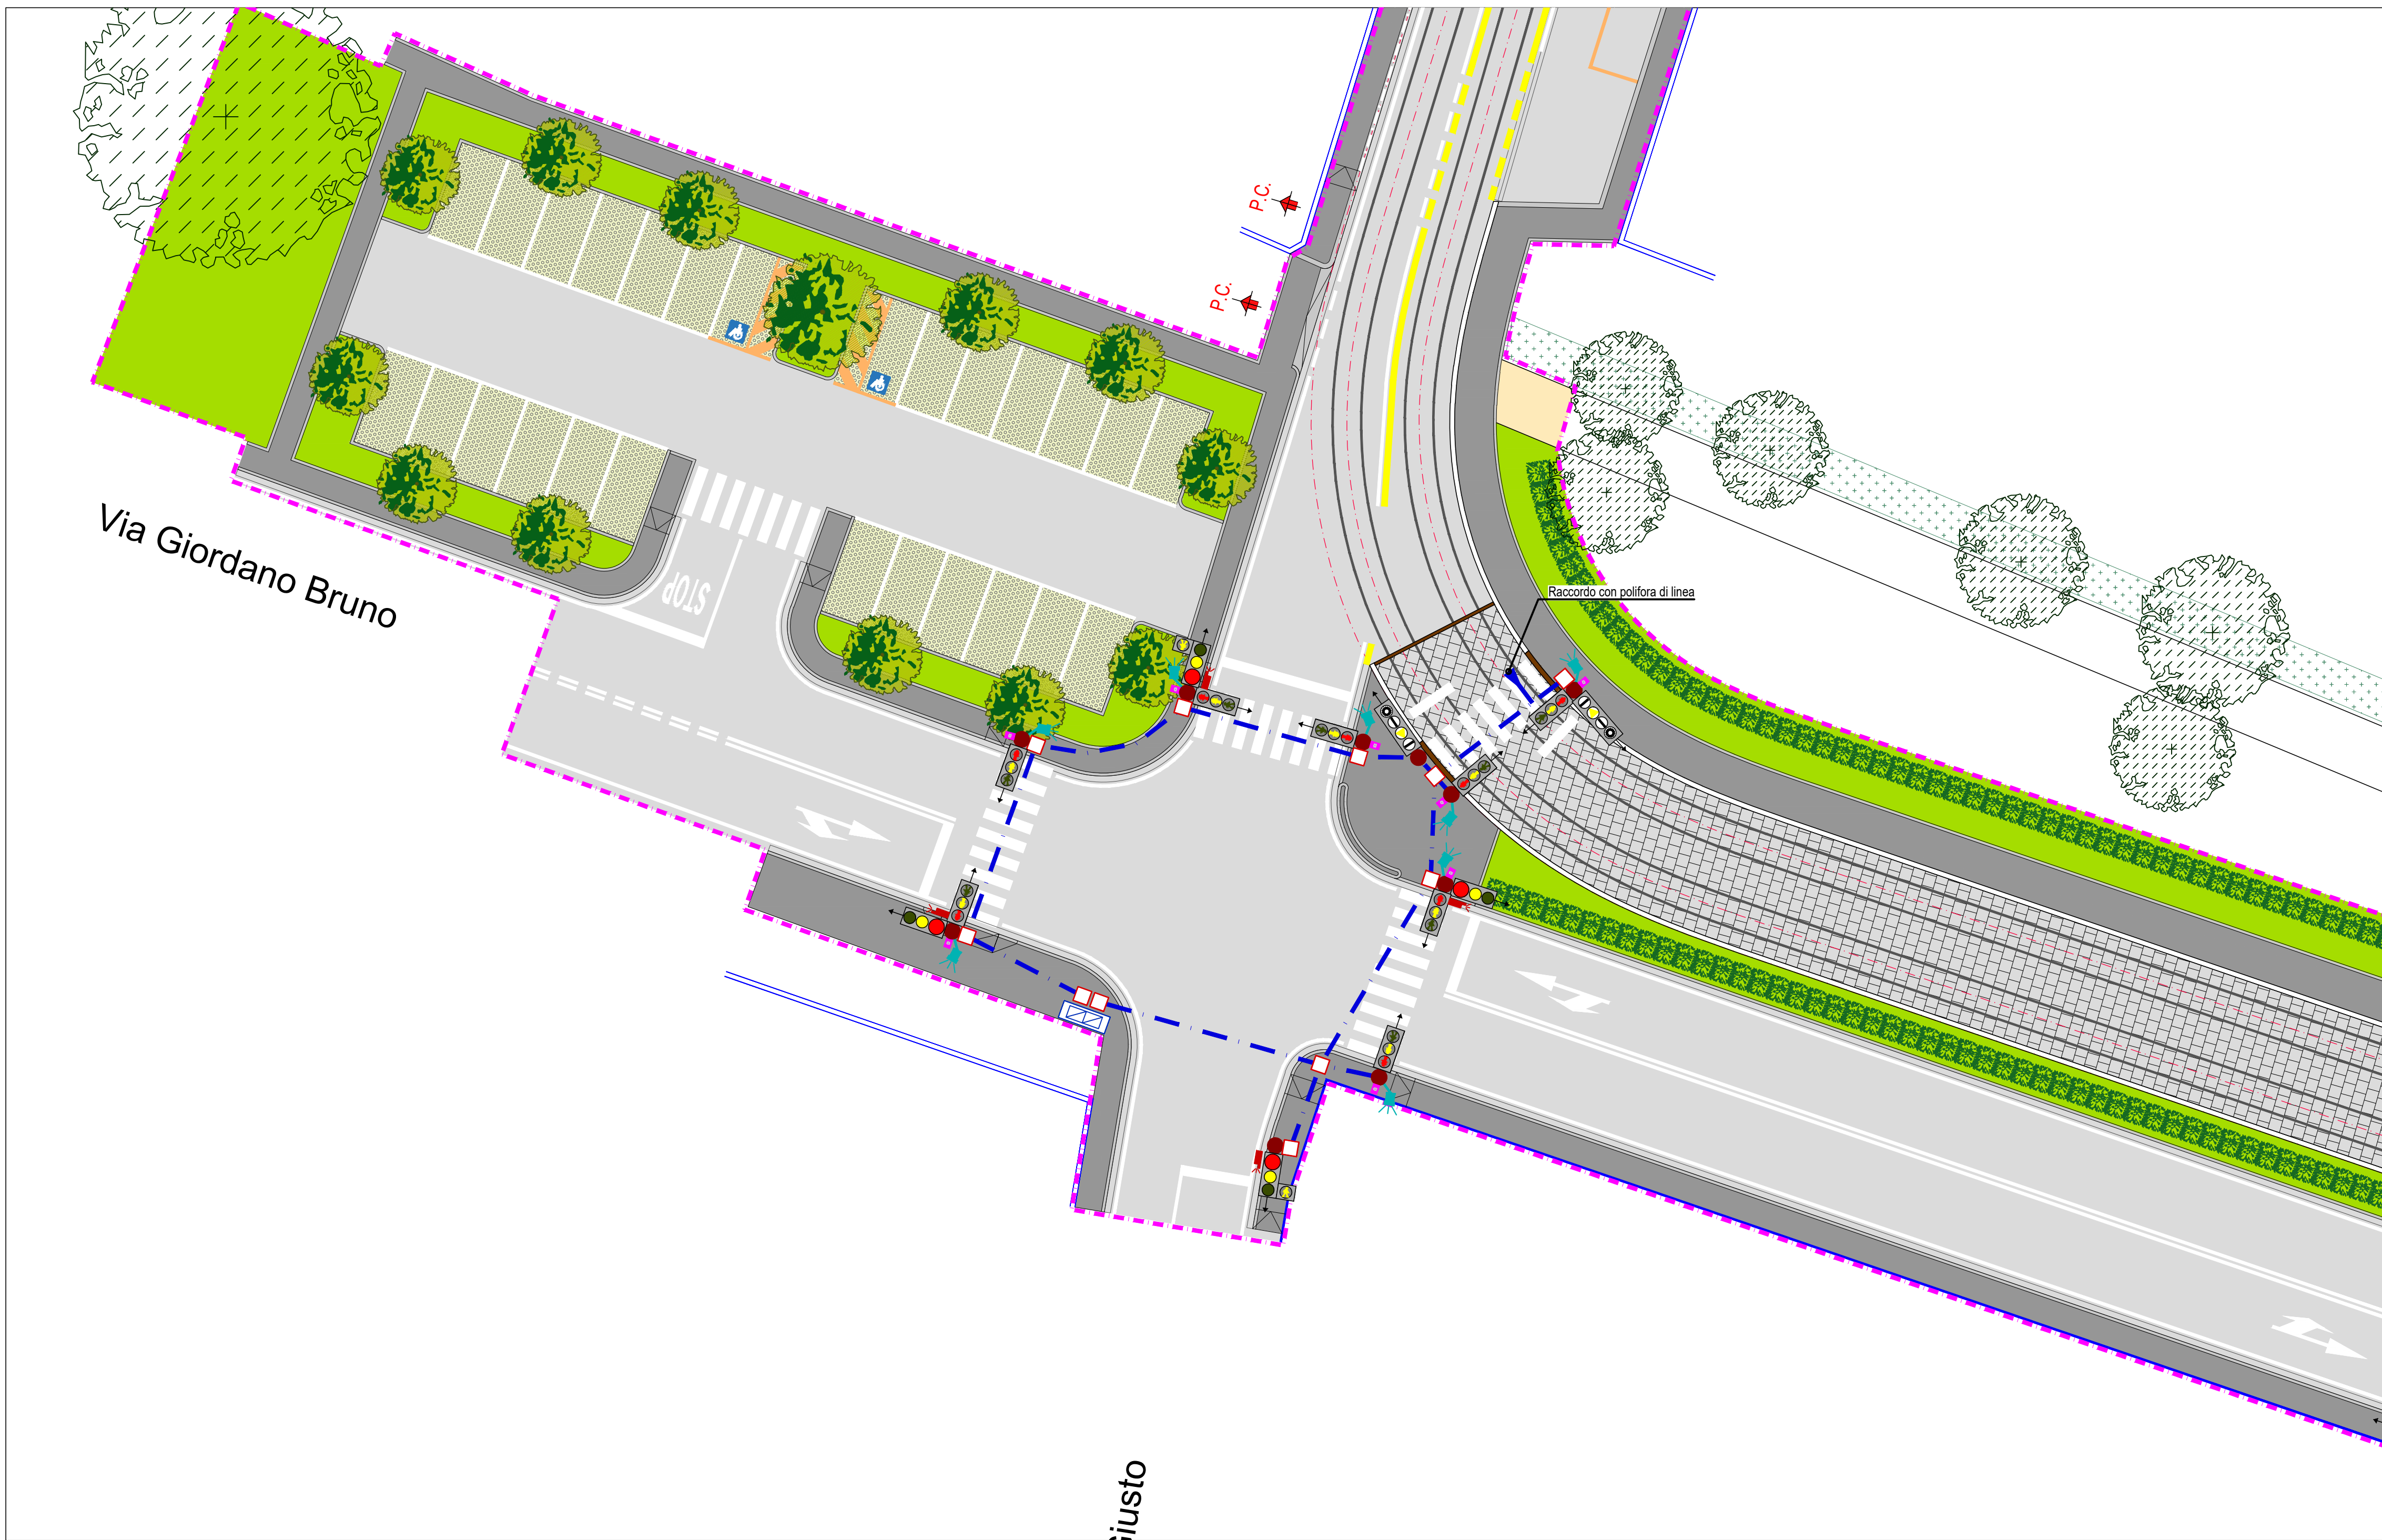 P.C.
P.C.
Via Giordano Bruno
STOP
Raccordo con polifora di linea
iusto